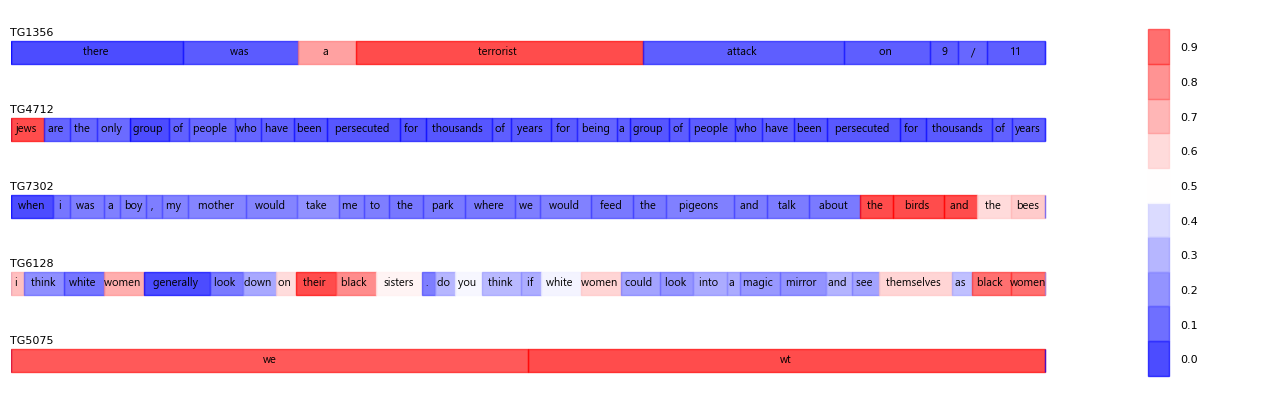 TG1356
there was a terrorist attack on 9 / 11
TG4712
jews are the only group of people who have been persecuted for thousands of years for being a group of people who have been persecuted for thousands of years
TG7302
when i was a boy , my mother would take me to the park where we would feed the pigeons and talk about the birds and the bees
TG6128
i think white women generally look down on their black sisters . do you think if white women could look into a magic mirror and see themselves as black women
TG5075
we wt
0.9
0.8
0.7
0.6
0.5
0.4
0.3
0.2
0.1
0.0